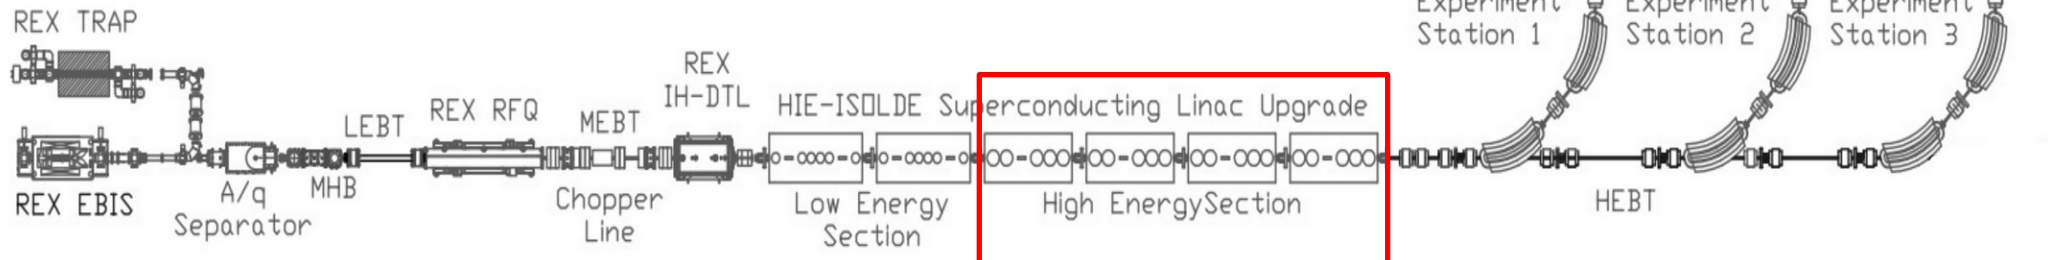 REX TRAP
REX EBIS
A/q
Separator
MHB
LEBT
REX RFQ
MEBT
Chopper
Line
REX
IH-DTL
HIE-ISOLDE Superconducting Linac Upgrade
Low Energy
Section
High EnergySection
Experiment
Station 1
Experiment
Station 2
Experiment
Station 3
HEBT